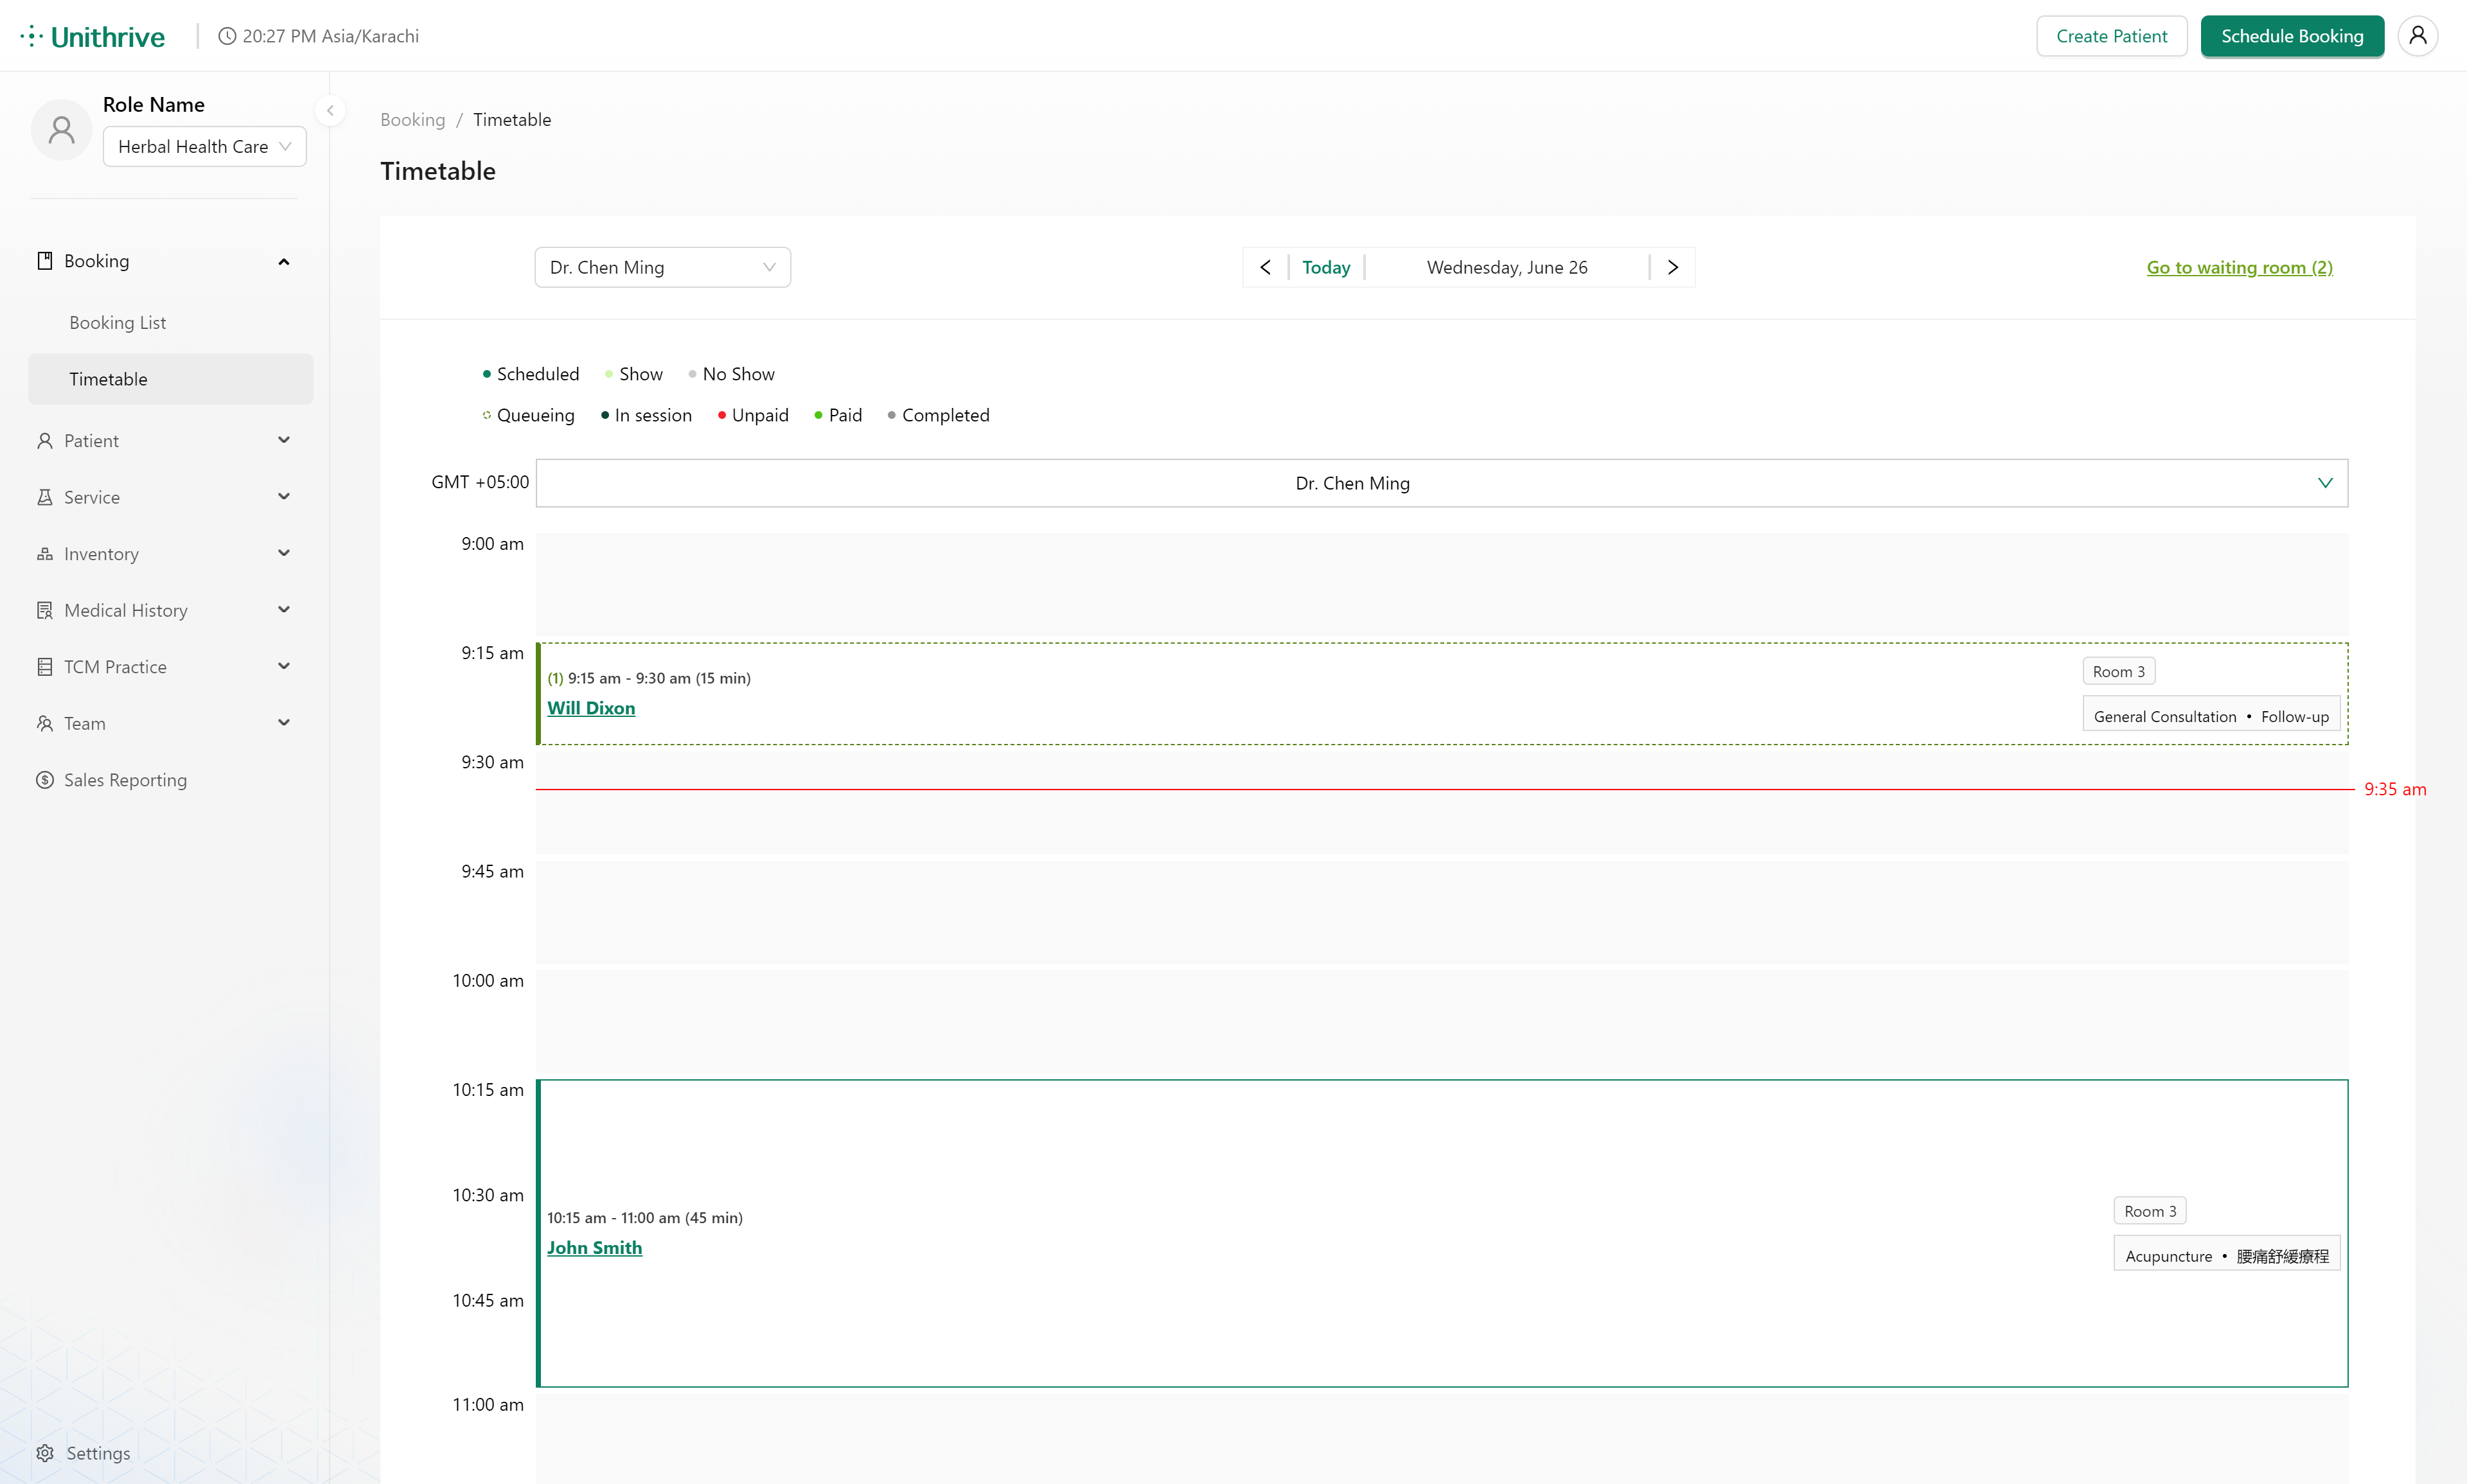 Unithrive
20:27 PM Asia/Karachi
Create Patient
Schedule Booking
Role Name
Herbal Health Care
Booking
Booking List
Timetable
Patient
Service
Inventory
Medical History
TCM Practice
Team
Sales Reporting
Settings
Booking / Timetable
Timetable
Dr. Chen Ming
Today
Wednesday, June 26
Go to waiting room (2)
Scheduled
Show
No Show
Queueing
In session
Unpaid
Paid
Completed
GMT +05:00
Dr. Chen Ming
9:00 am
9:15 am
(1) 9:15 am - 9:30 am (15 min)
Will Dixon
Room 3
General Consultation • Follow-up
9:30 am
9:35 am
9:45 am
10:00 am
10:15 am
10:30 am
10:15 am - 11:00 am (45 min)
John Smith
Room 3
Acupuncture • 腰痛舒緩療程
10:45 am
11:00 am